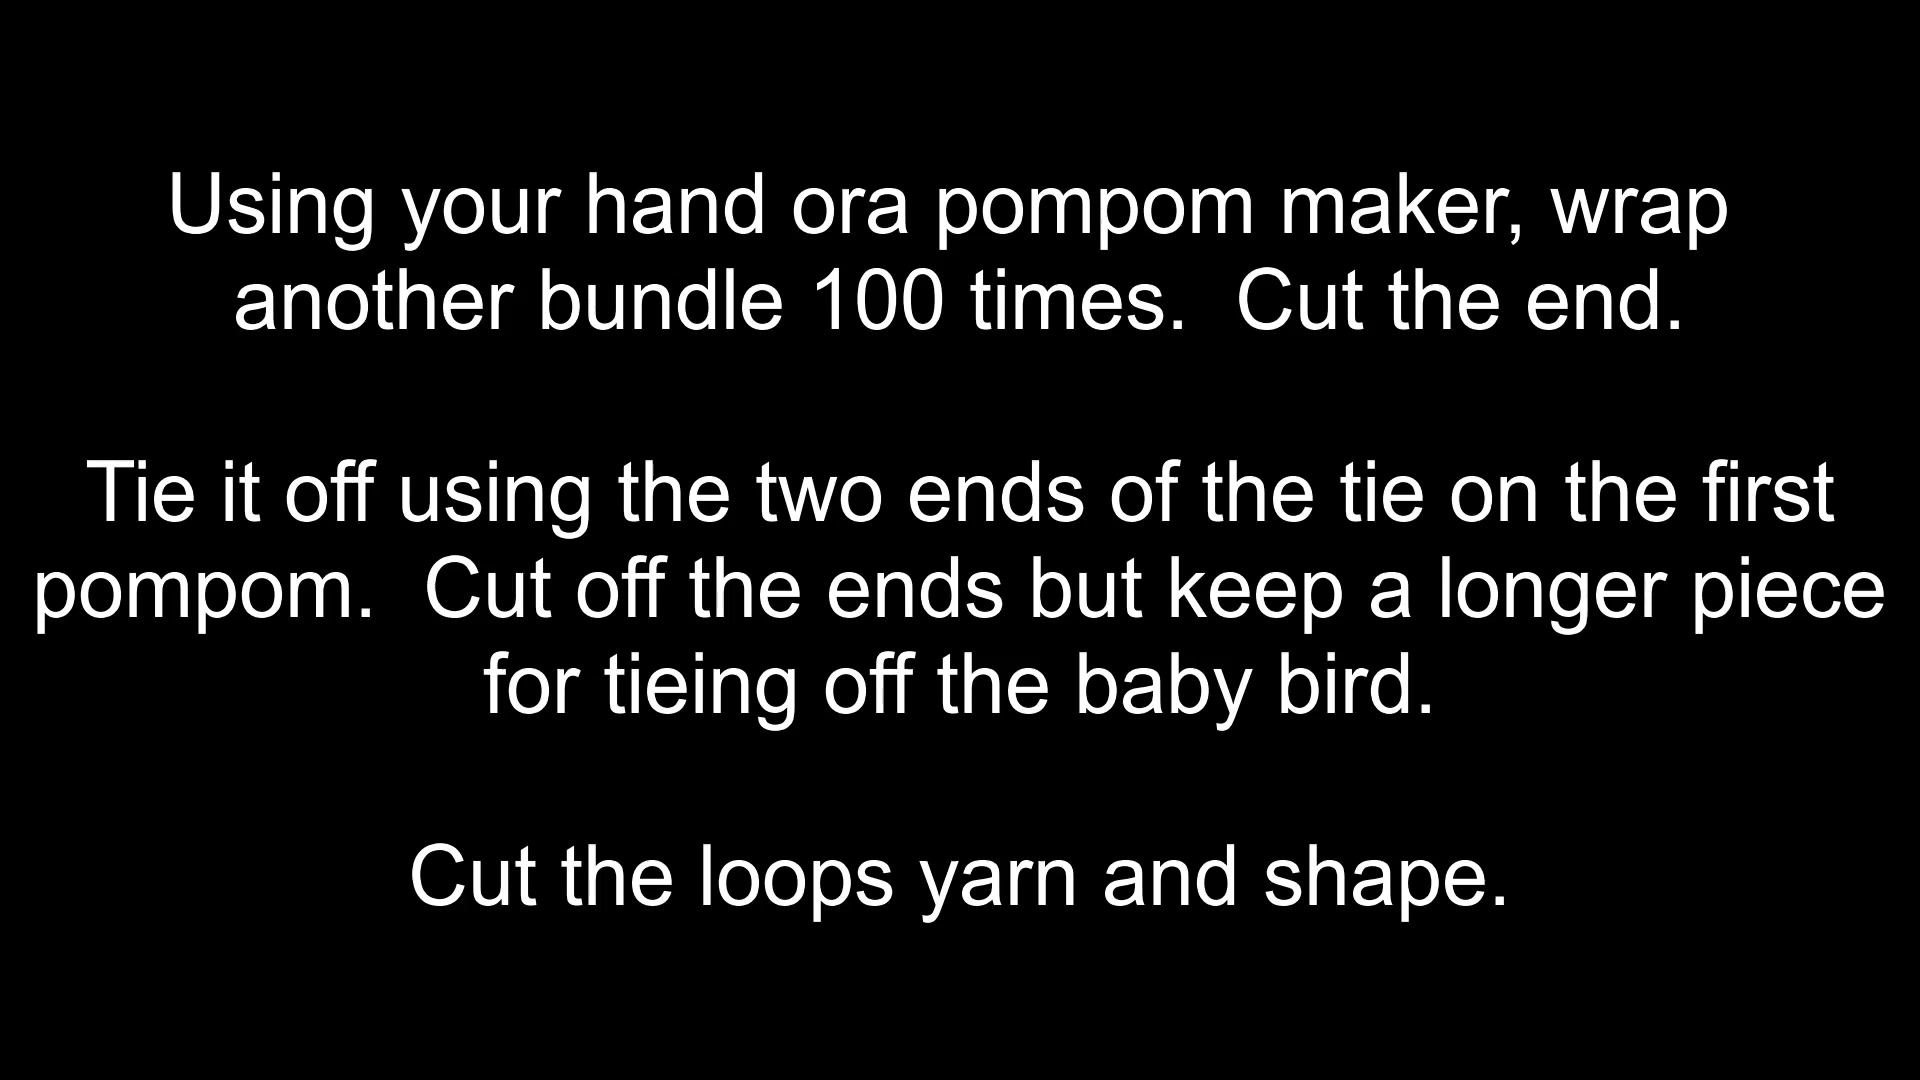 Using your hand ora pompom maker, wrap
another bundle 100 times.  Cut the end.
Tie it off using the two ends of the tie on the first
pompom.  Cut off the ends but keep a longer piece
for tieing off the baby bird.
Cut the loops yarn and shape.